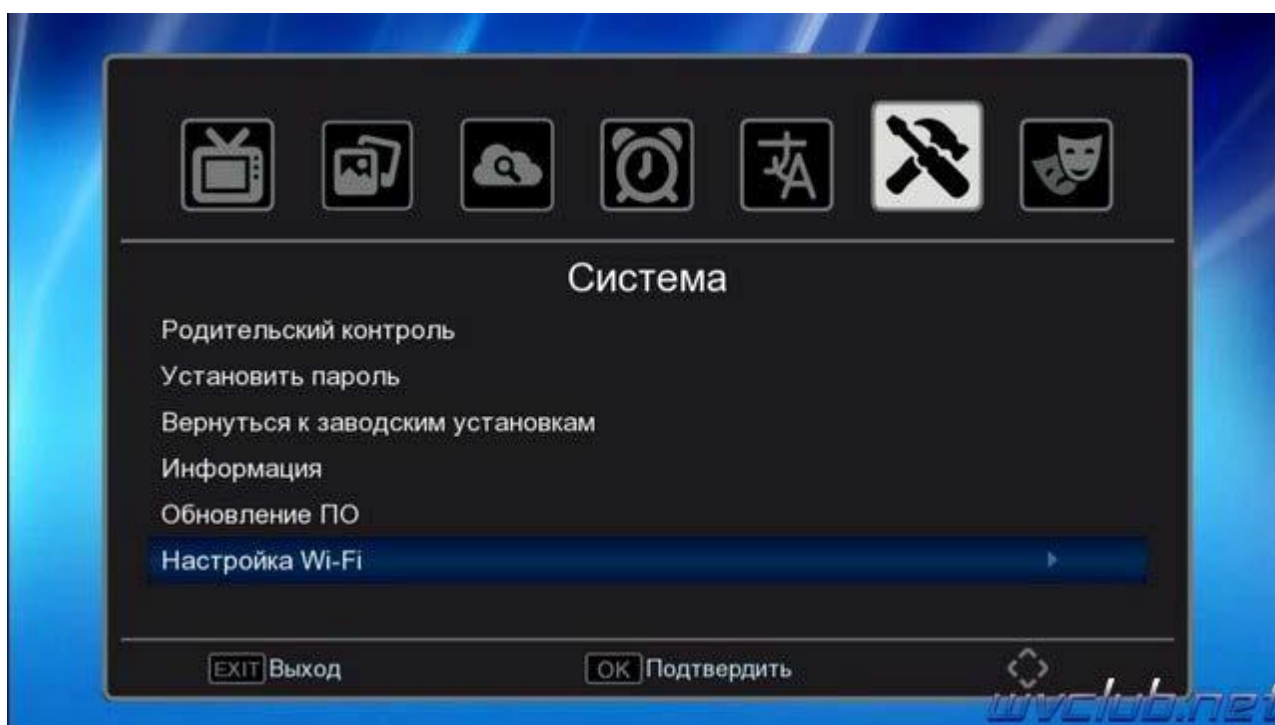 Система
Родительский контроль
Установить пароль
Вернуться к заводским установкам
Информация
Обновление ПО
Настройка Wi-Fi
EXIT Выход OK Подтвердить
wvclub.net